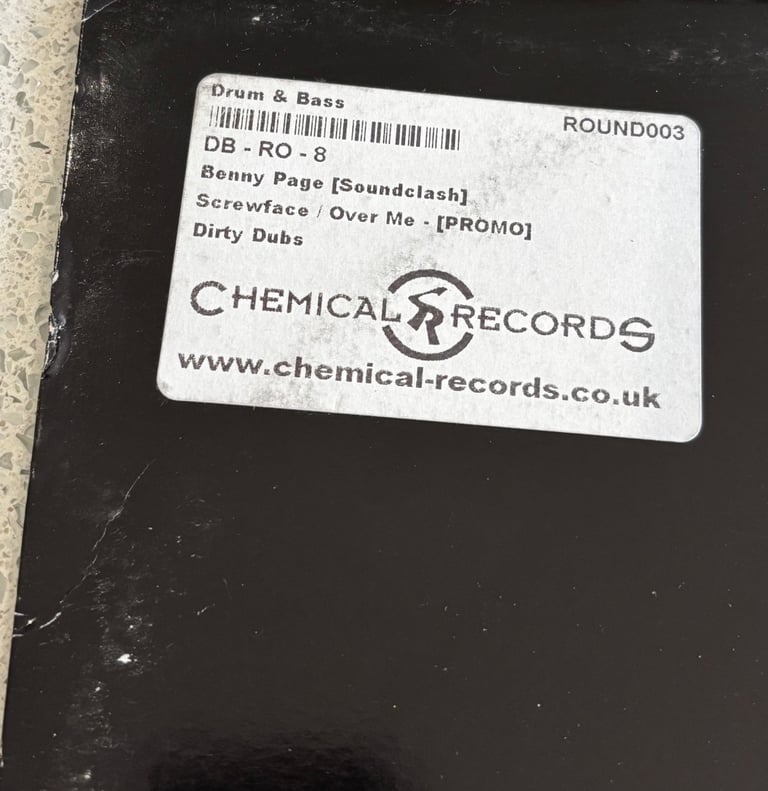 Drum & Bass
ROUND003
DB - RO - 8
Benny Page [Soundclash]
Screwface / Over Me - [PROMO]
Dirty Dubs
CHEMICAL RECORDS
www.chemical-records.co.uk